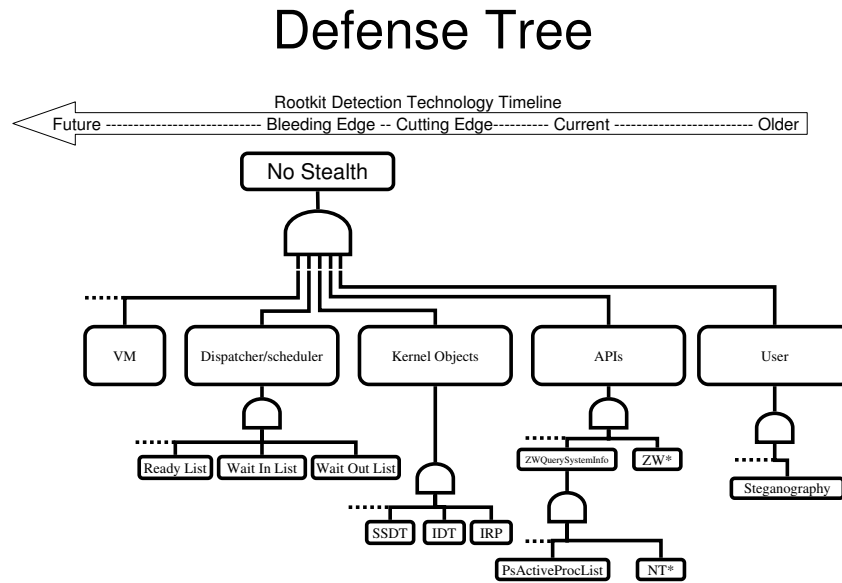 Defense Tree
Rootkit Detection Technology Timeline
Future --------------------------- Bleeding Edge -- Cutting Edge---------- Current ------------------------ Older
No Stealth
VM
Dispatcher/scheduler
Kernel Objects
APIs
User
Ready List
Wait In List
Wait Out List
ZWQuerySystemInfo
ZW*
Steganography
SSDT
IDT
IRP
PsActiveProcList
NT*